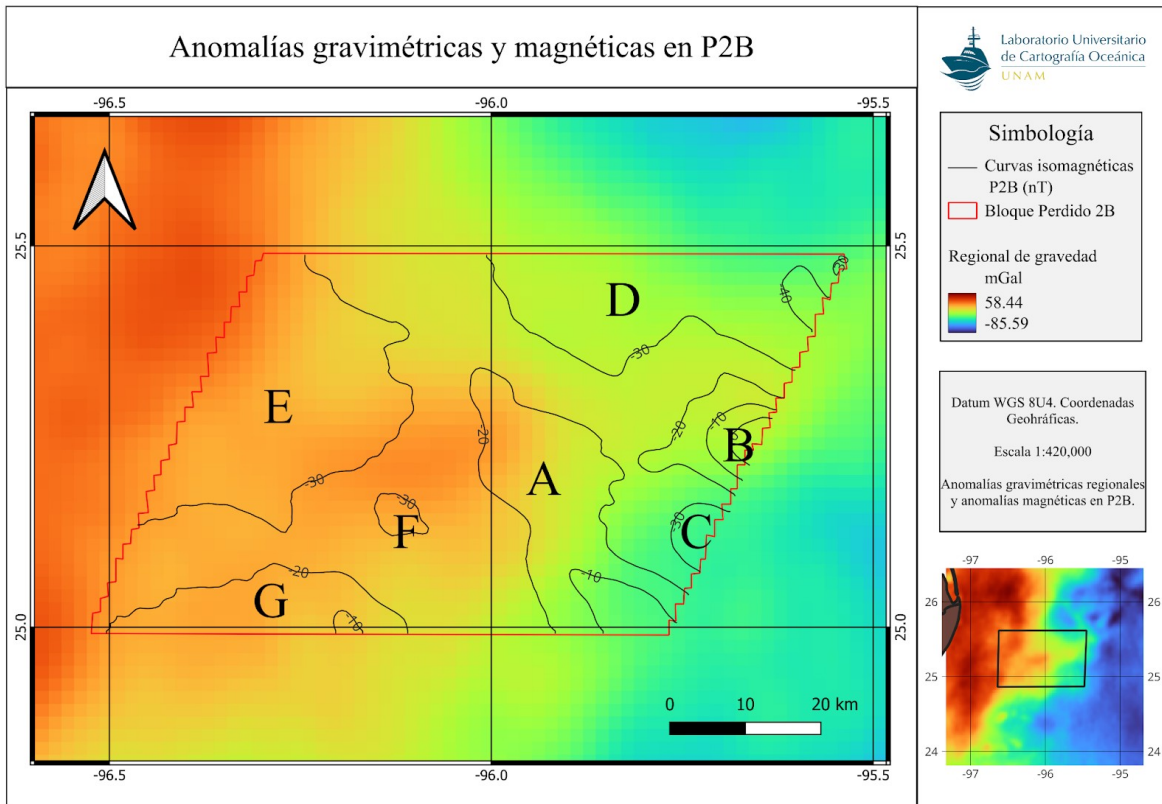 Anomalías gravimétricas y magnéticas en P2B
Laboratorio Universitario
de Cartografía Oceánica
UNAM
-96.5 -96.0 -95.5
25.5 25.5
25.0 25.0
-96.5 -96.0 -95.5
D
E
A
B
C
F
G
-40
-30
-20
-10
-30
-20
-30
-30
-10
-20
-10
0 10 20 km
Simbología
Curvas isomagnéticas
P2B (nT)
Bloque Perdido 2B
Regional de gravedad
mGal
58.44
-85.59
Datum WGS 8U4. Coordenadas
Geohráficas.
Escala 1:420,000
Anomalías gravimétricas regionales
y anomalías magnéticas en P2B.
-97 -96 -95
26 26
25 25
24 24
-97 -96 -95